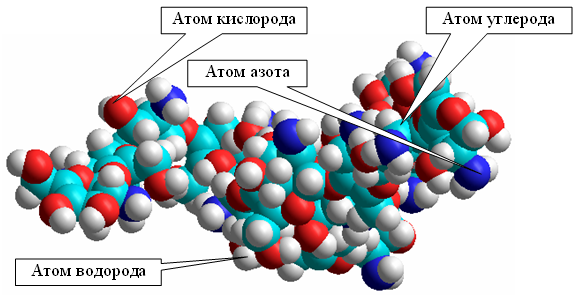 Атом кислорода
Атом углерода
Атом азота
Атом водорода